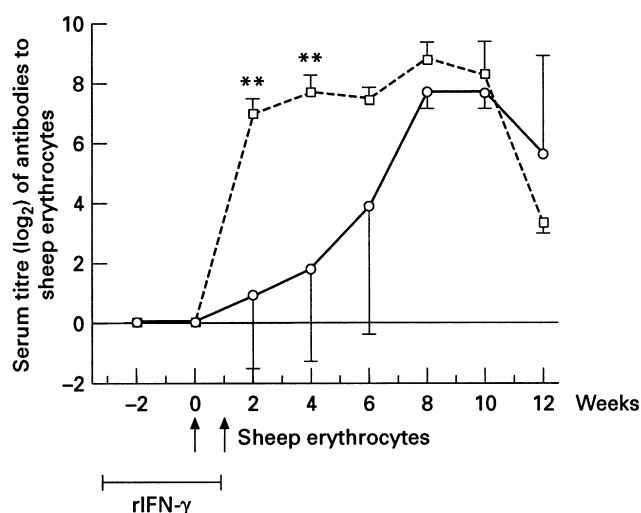 10
8
6
4
2
0
−2
Serum titre (log₂) of antibodies to
sheep erythrocytes
**
**
−2 0 2 4 6 8 10 12 Weeks
Sheep erythrocytes
rIFN-γ